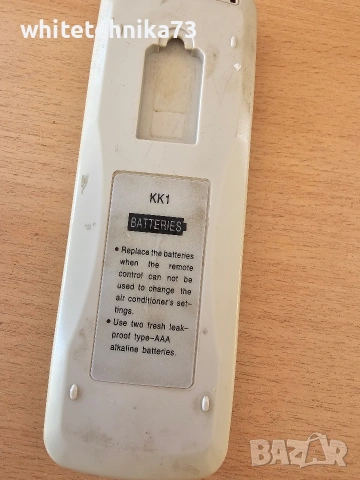 whitetechnika73
KK1
BATTERIES
• Replace the batteries
when the remote
control can not be
used to change the
air conditioner's set-
tings.
• Use two fresh leak-
proof type-AAA
alkaline batteries.
BAZAR